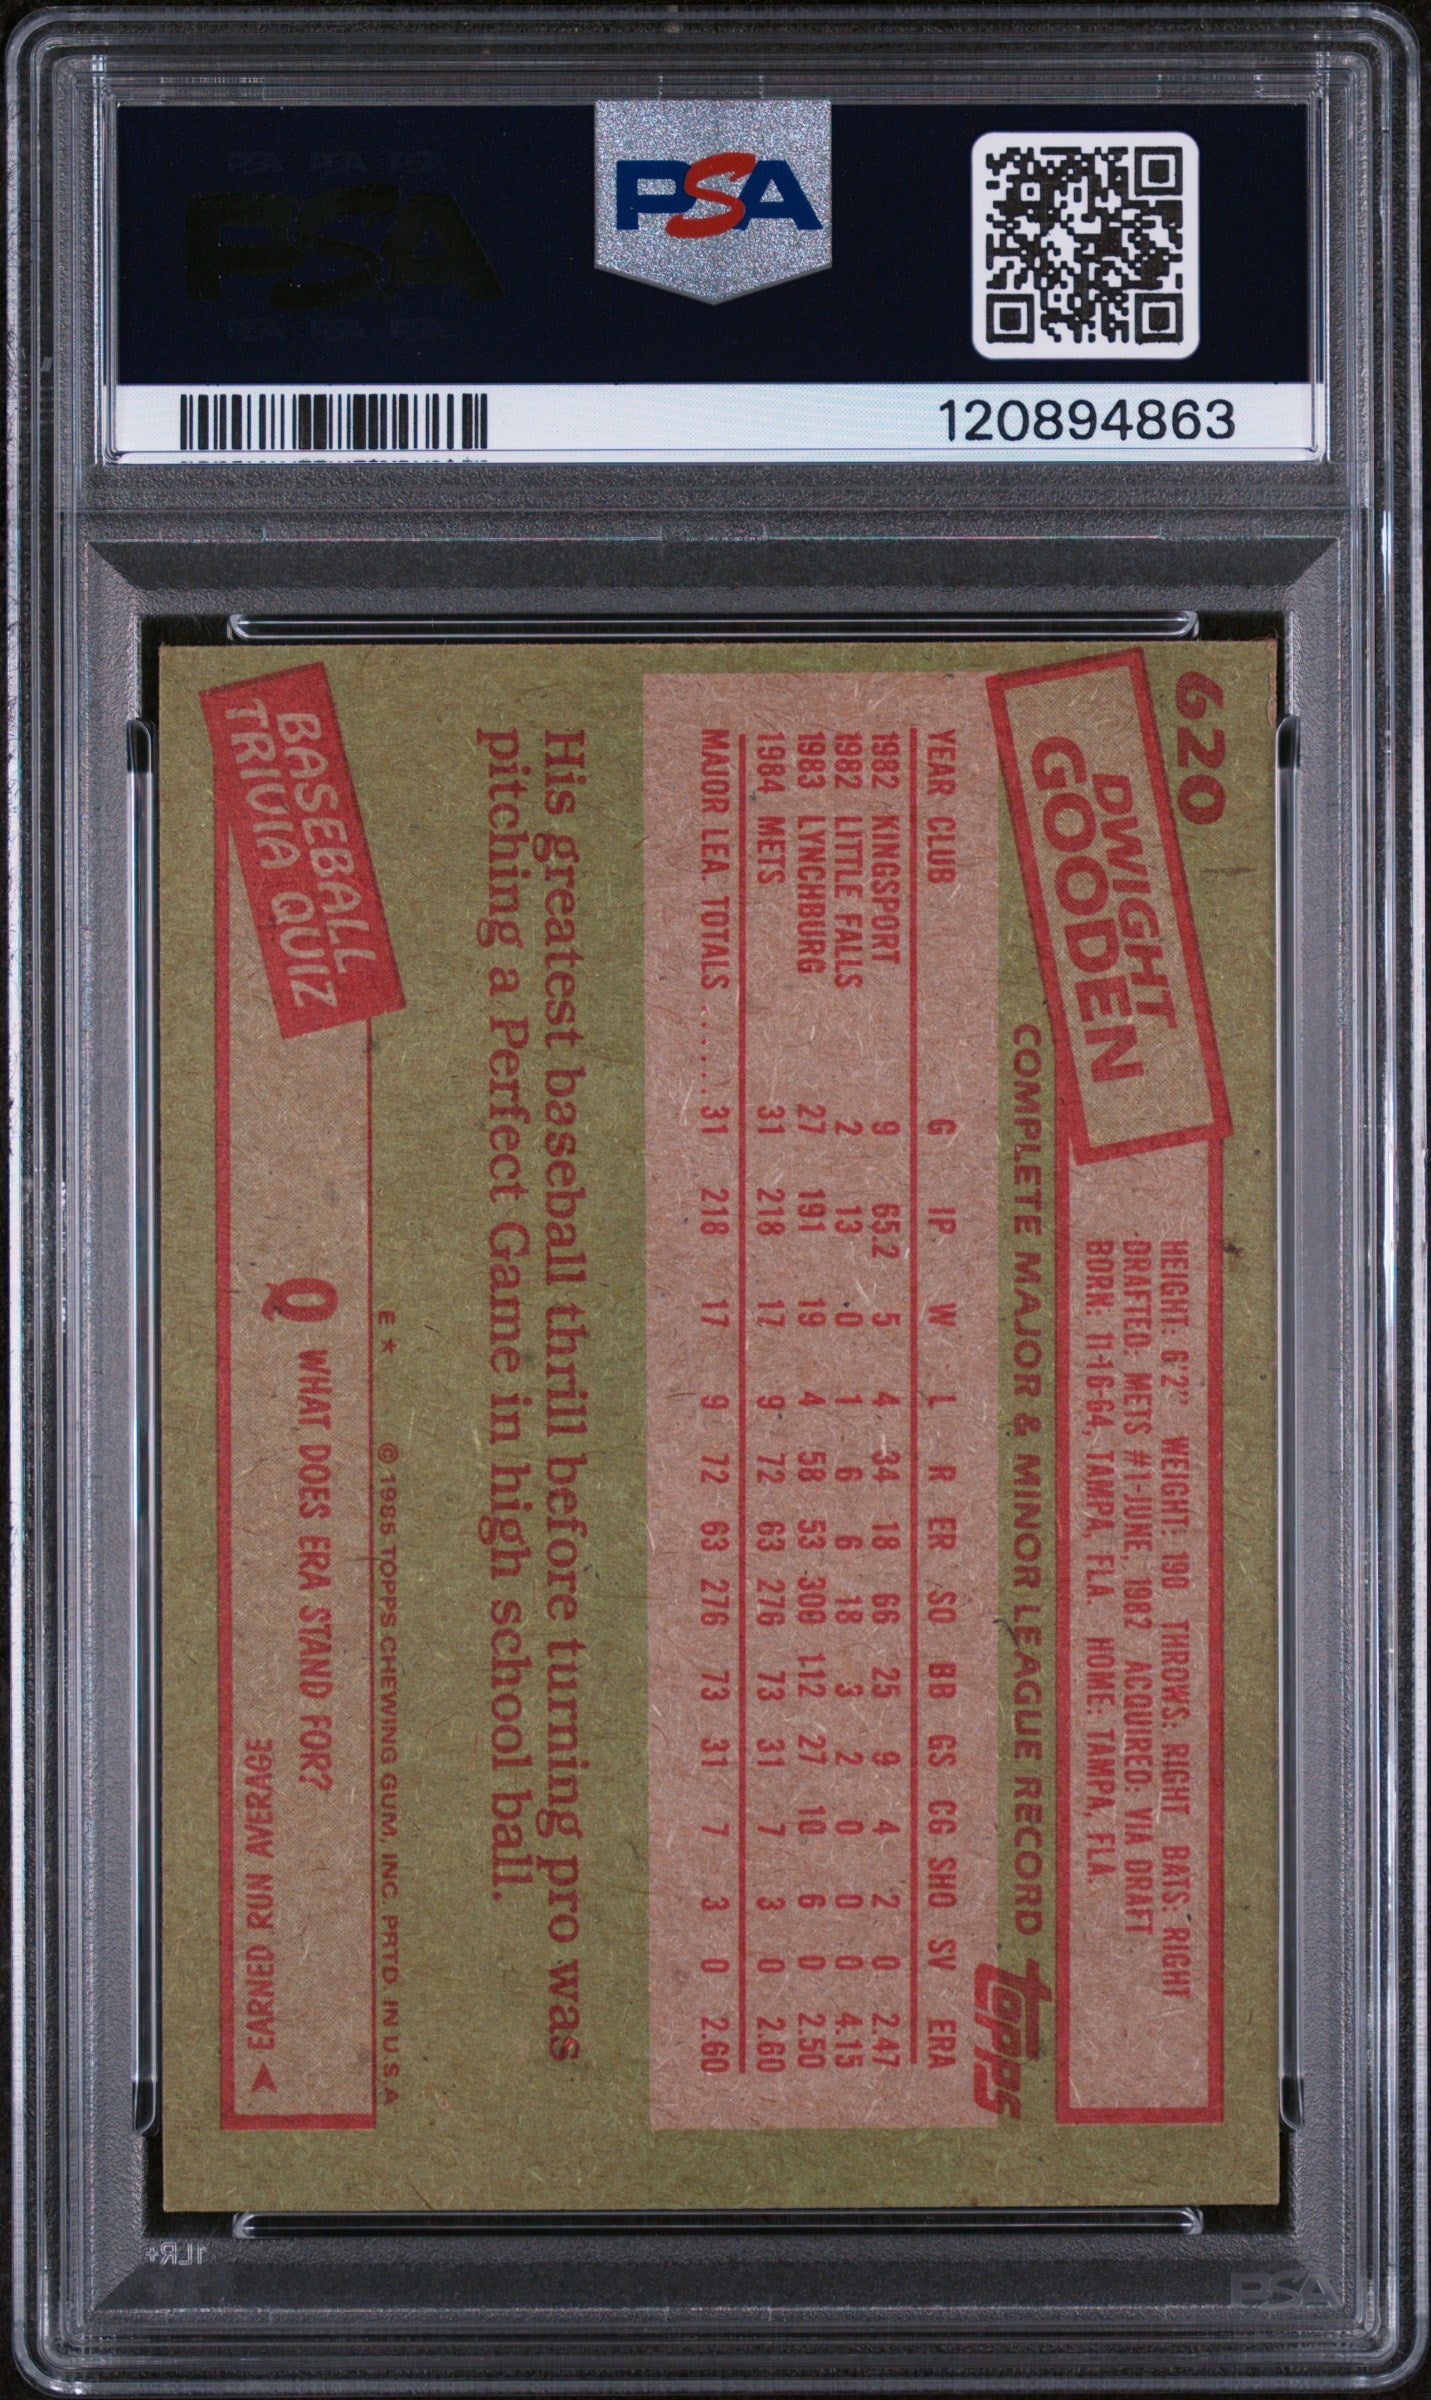 PSA
PSA
120894863
620
DWIGHT
GOODEN
HEIGHT: 6'2" WEIGHT: 190 THROWS: RIGHT BATS: RIGHT
DRAFTED: METS #1-JUNE, 1982 ACQUIRED: VIA DRAFT
BORN: 11-16-64, TAMPA, FLA. HOME: TAMPA, FLA.
COMPLETE MAJOR & MINOR LEAGUE RECORD
Topps
YEAR CLUB G IP W L R ER SO BB GS CG SHO SV ERA
1982 KINGSPORT 9 65.2 5 4 34 18 66 25 9 4 2 0 2.47
1982 LITTLE FALLS 2 13 0 1 6 6 18 3 2 0 0 0 4.15
1983 LYNCHBURG 27 191 19 4 58 53 300 112 27 10 6 0 2.50
1984 METS 31 218 17 9 72 63 276 73 31 7 3 0 2.60
MAJOR LEA. TOTALS ...... 31 218 17 9 72 63 276 73 31 7 3 0 2.60
His greatest baseball thrill before turning pro was
pitching a Perfect Game in high school ball.
E * © 1985 TOPPS CHEWING GUM, INC. PRTD. IN U.S.A
BASEBALL
TRIVIA QUIZ
Q WHAT DOES ERA STAND FOR?
EARNED RUN AVERAGE
1LR+
PSA